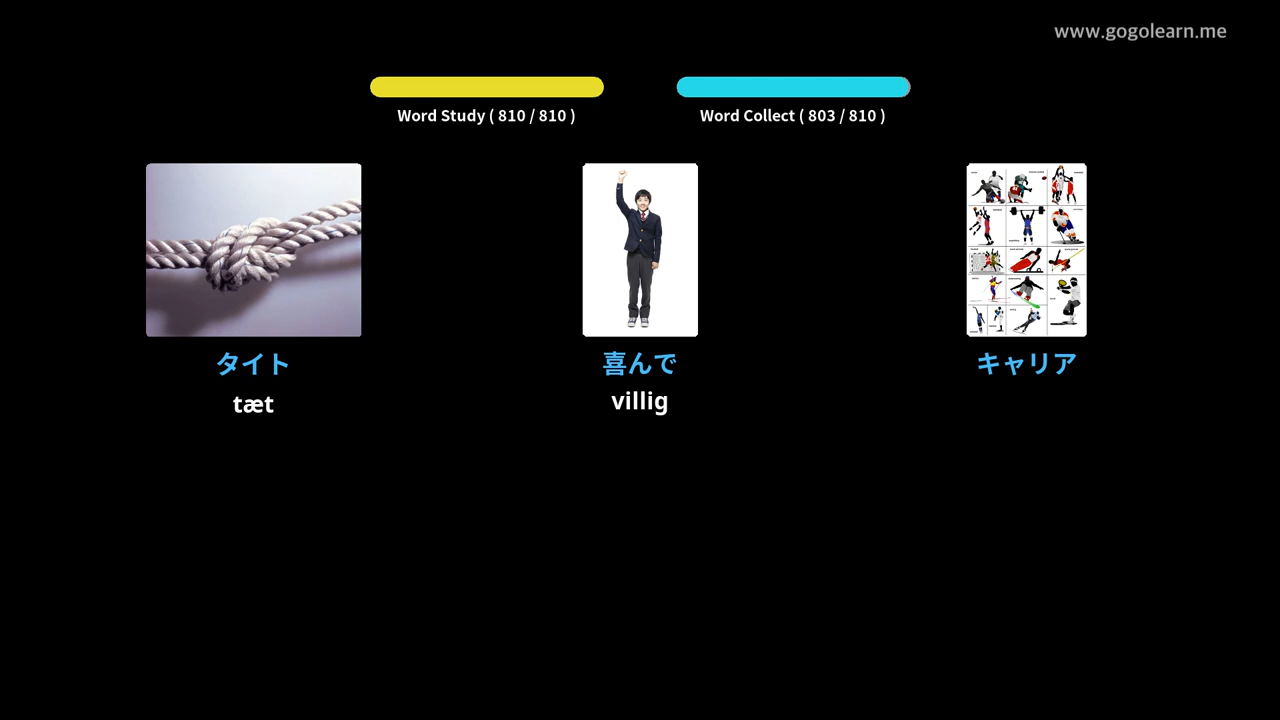 www.gogolearn.me
Word Study ( 810 / 810 )
Word Collect ( 803 / 810 )
タイト
喜んで
キャリア
tæt
villig